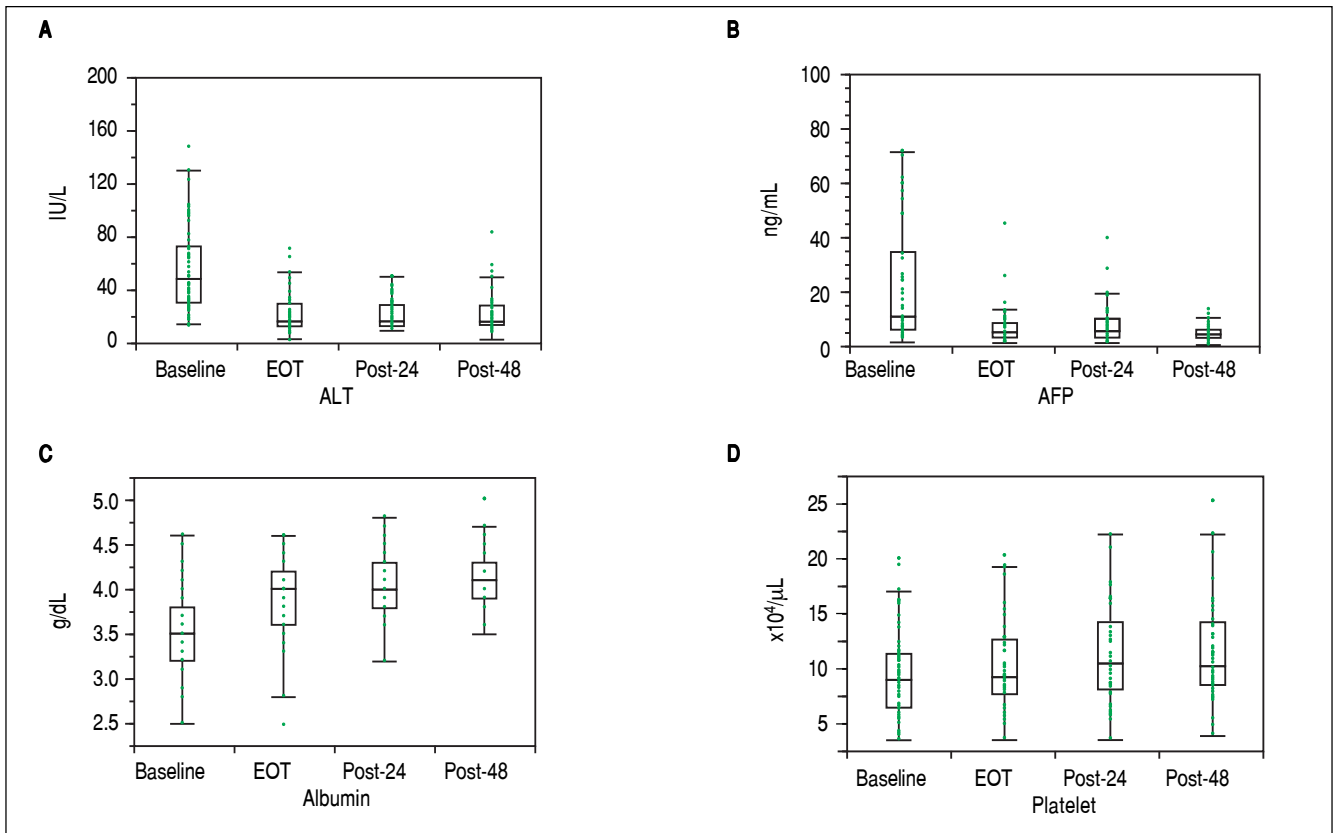 A
200
160
120
80
40
0
IU/L
Baseline EOT Post-24 Post-48
ALT
B
100
80
60
40
20
0
ng/mL
Baseline EOT Post-24 Post-48
AFP
C
5.0
4.5
4.0
3.5
3.0
2.5
g/dL
Baseline EOT Post-24 Post-48
Albumin
D
25
20
15
10
5
x10⁴/μL
Baseline EOT Post-24 Post-48
Platelet